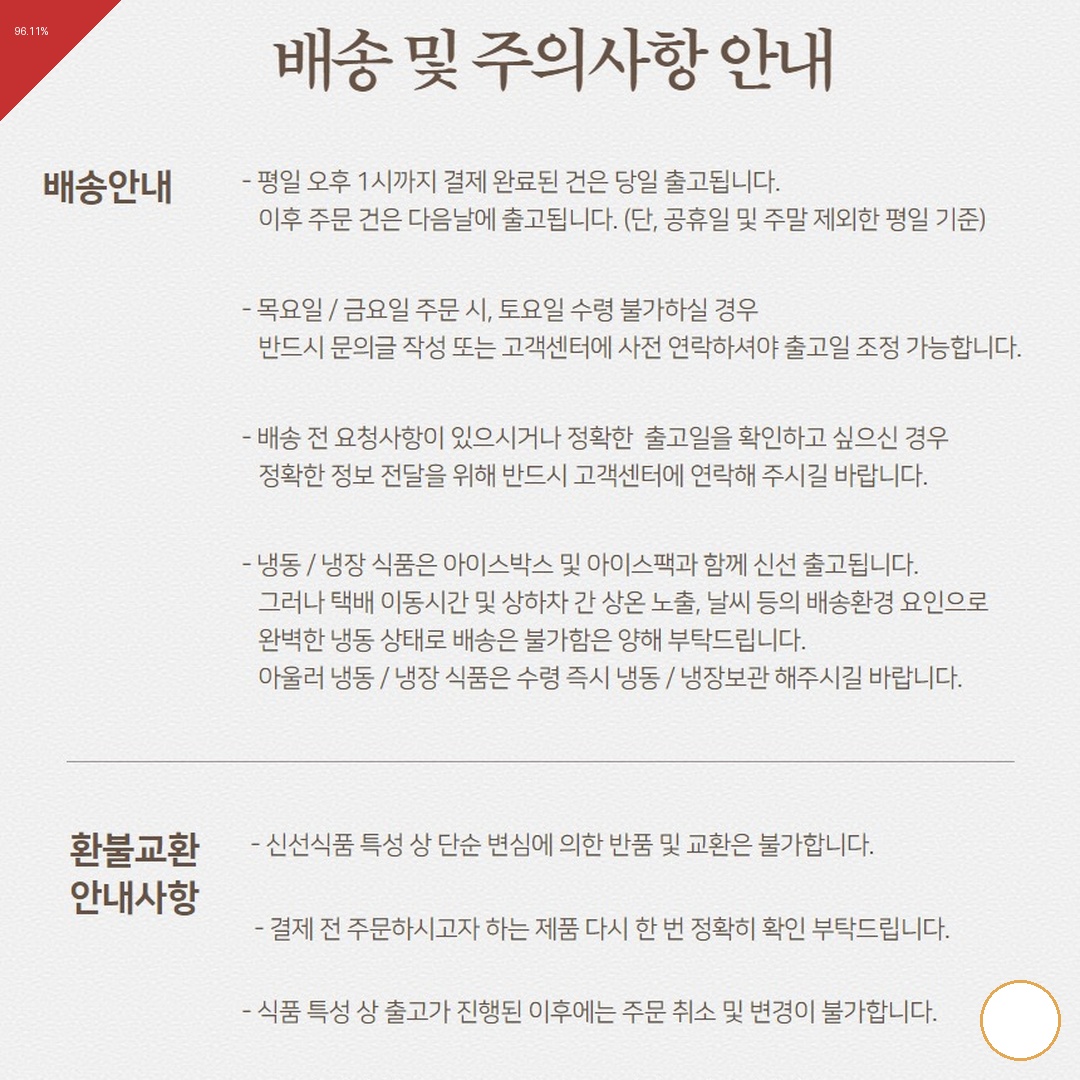 96.11%
배송 및 주의사항 안내
배송안내
- 평일 오후 1시까지 결제 완료된 건은 당일 출고됩니다.
이후 주문 건은 다음날에 출고됩니다. (단, 공휴일 및 주말 제외한 평일 기준)
- 목요일 / 금요일 주문 시, 토요일 수령 불가하실 경우
반드시 문의글 작성 또는 고객센터에 사전 연락하셔야 출고일 조정 가능합니다.
- 배송 전 요청사항이 있으시거나 정확한 출고일을 확인하고 싶으신 경우
정확한 정보 전달을 위해 반드시 고객센터에 연락해 주시길 바랍니다.
- 냉동 / 냉장 식품은 아이스박스 및 아이스팩과 함께 신선 출고됩니다.
그러나 택배 이동시간 및 상하차 간 상온 노출, 날씨 등의 배송환경 요인으로
완벽한 냉동 상태로 배송은 불가함은 양해 부탁드립니다.
아울러 냉동 / 냉장 식품은 수령 즉시 냉동 / 냉장보관 해주시길 바랍니다.
환불교환
안내사항
- 신선식품 특성 상 단순 변심에 의한 반품 및 교환은 불가합니다.
- 결제 전 주문하시고자 하는 제품 다시 한 번 정확히 확인 부탁드립니다.
- 식품 특성 상 출고가 진행된 이후에는 주문 취소 및 변경이 불가합니다.